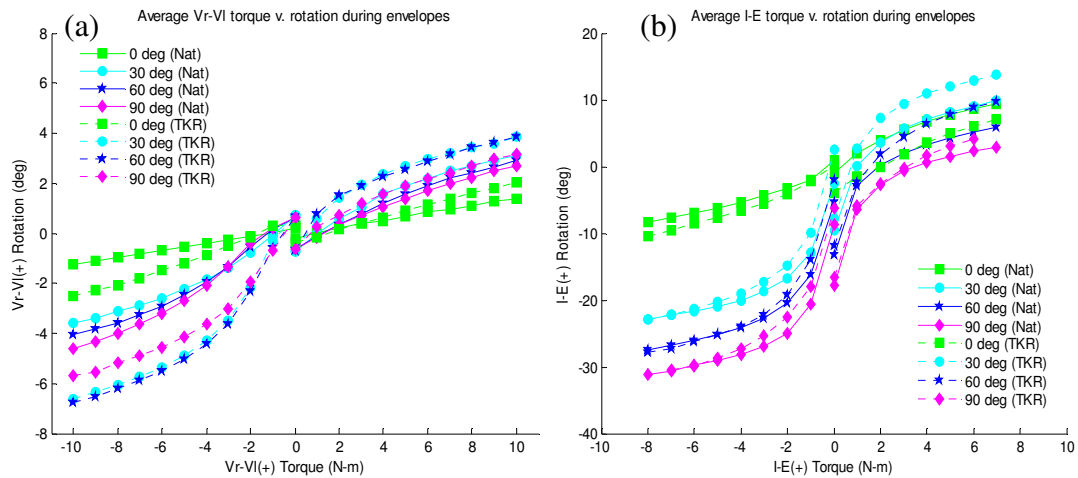 (a)
Average Vr-Vl torque v. rotation during envelopes
8
6
4
2
0
-2
-4
-6
-8
Vr-Vl(+) Rotation (deg)
0 deg (Nat)
30 deg (Nat)
60 deg (Nat)
90 deg (Nat)
0 deg (TKR)
30 deg (TKR)
60 deg (TKR)
90 deg (TKR)
-10 -8 -6 -4 -2 0 2 4 6 8 10
Vr-Vl(+) Torque (N-m)
(b)
Average I-E torque v. rotation during envelopes
20
10
0
-10
-20
-30
-40
I-E(+) Rotation (deg)
0 deg (Nat)
30 deg (Nat)
60 deg (Nat)
90 deg (Nat)
0 deg (TKR)
30 deg (TKR)
60 deg (TKR)
90 deg (TKR)
-10 -8 -6 -4 -2 0 2 4 6 8 10
I-E(+) Torque (N-m)